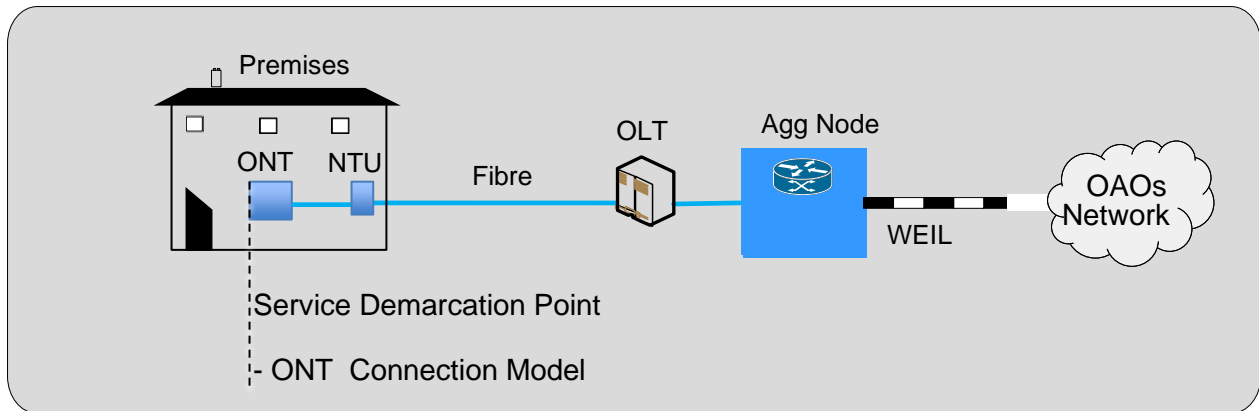 Premises
OLT
Agg Node
ONT
NTU
Fibre
OAOs
Network
WEIL
Service Demarcation Point
- ONT Connection Model